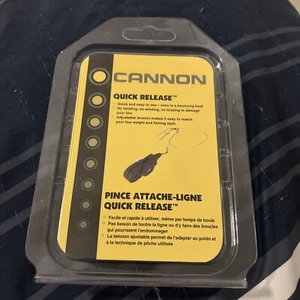 CANNON
QUICK RELEASE™
• Quick and easy to use – even in a bouncing boat
• No twisting, no winding, no looping to damage
your line
• Adjustable tension makes it easy to match
your line weight and fishing style
PINCE ATTACHE-LIGNE
QUICK RELEASE™
• Facile et rapide à utiliser, même par temps de houle
• Pas besoin de tordre la ligne ou d'y faire des boucles
qui pourraient l'endommager
• La tension ajustable permet de l'adapter au poids et
à la technique de pêche utilisée